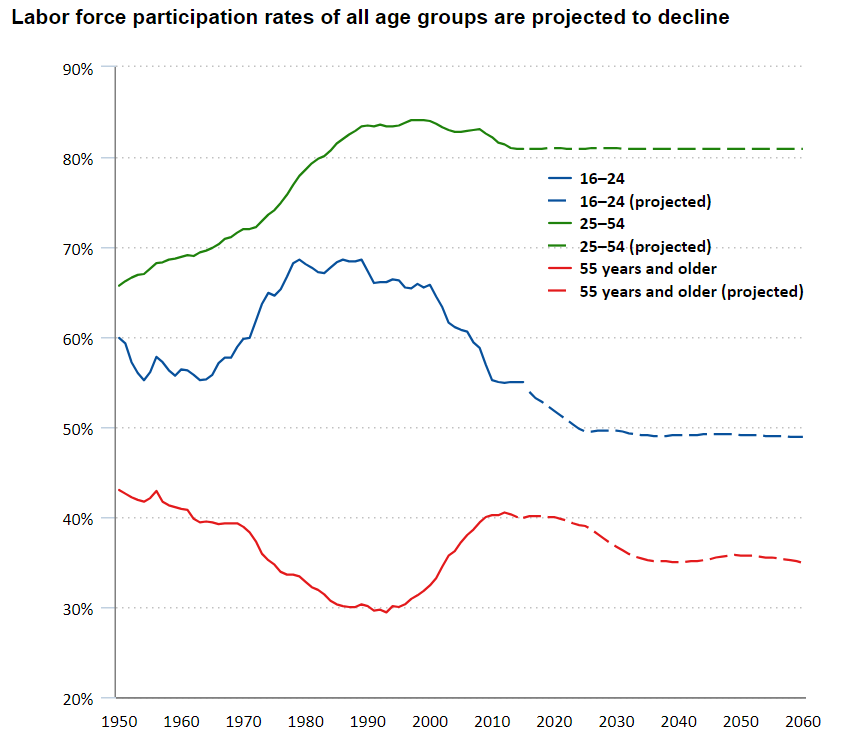 Labor force participation rates of all age groups are projected to decline
90%
80%
70%
60%
50%
40%
30%
20%
16–24
16–24 (projected)
25–54
25–54 (projected)
55 years and older
55 years and older (projected)
1950 1960 1970 1980 1990 2000 2010 2020 2030 2040 2050 2060